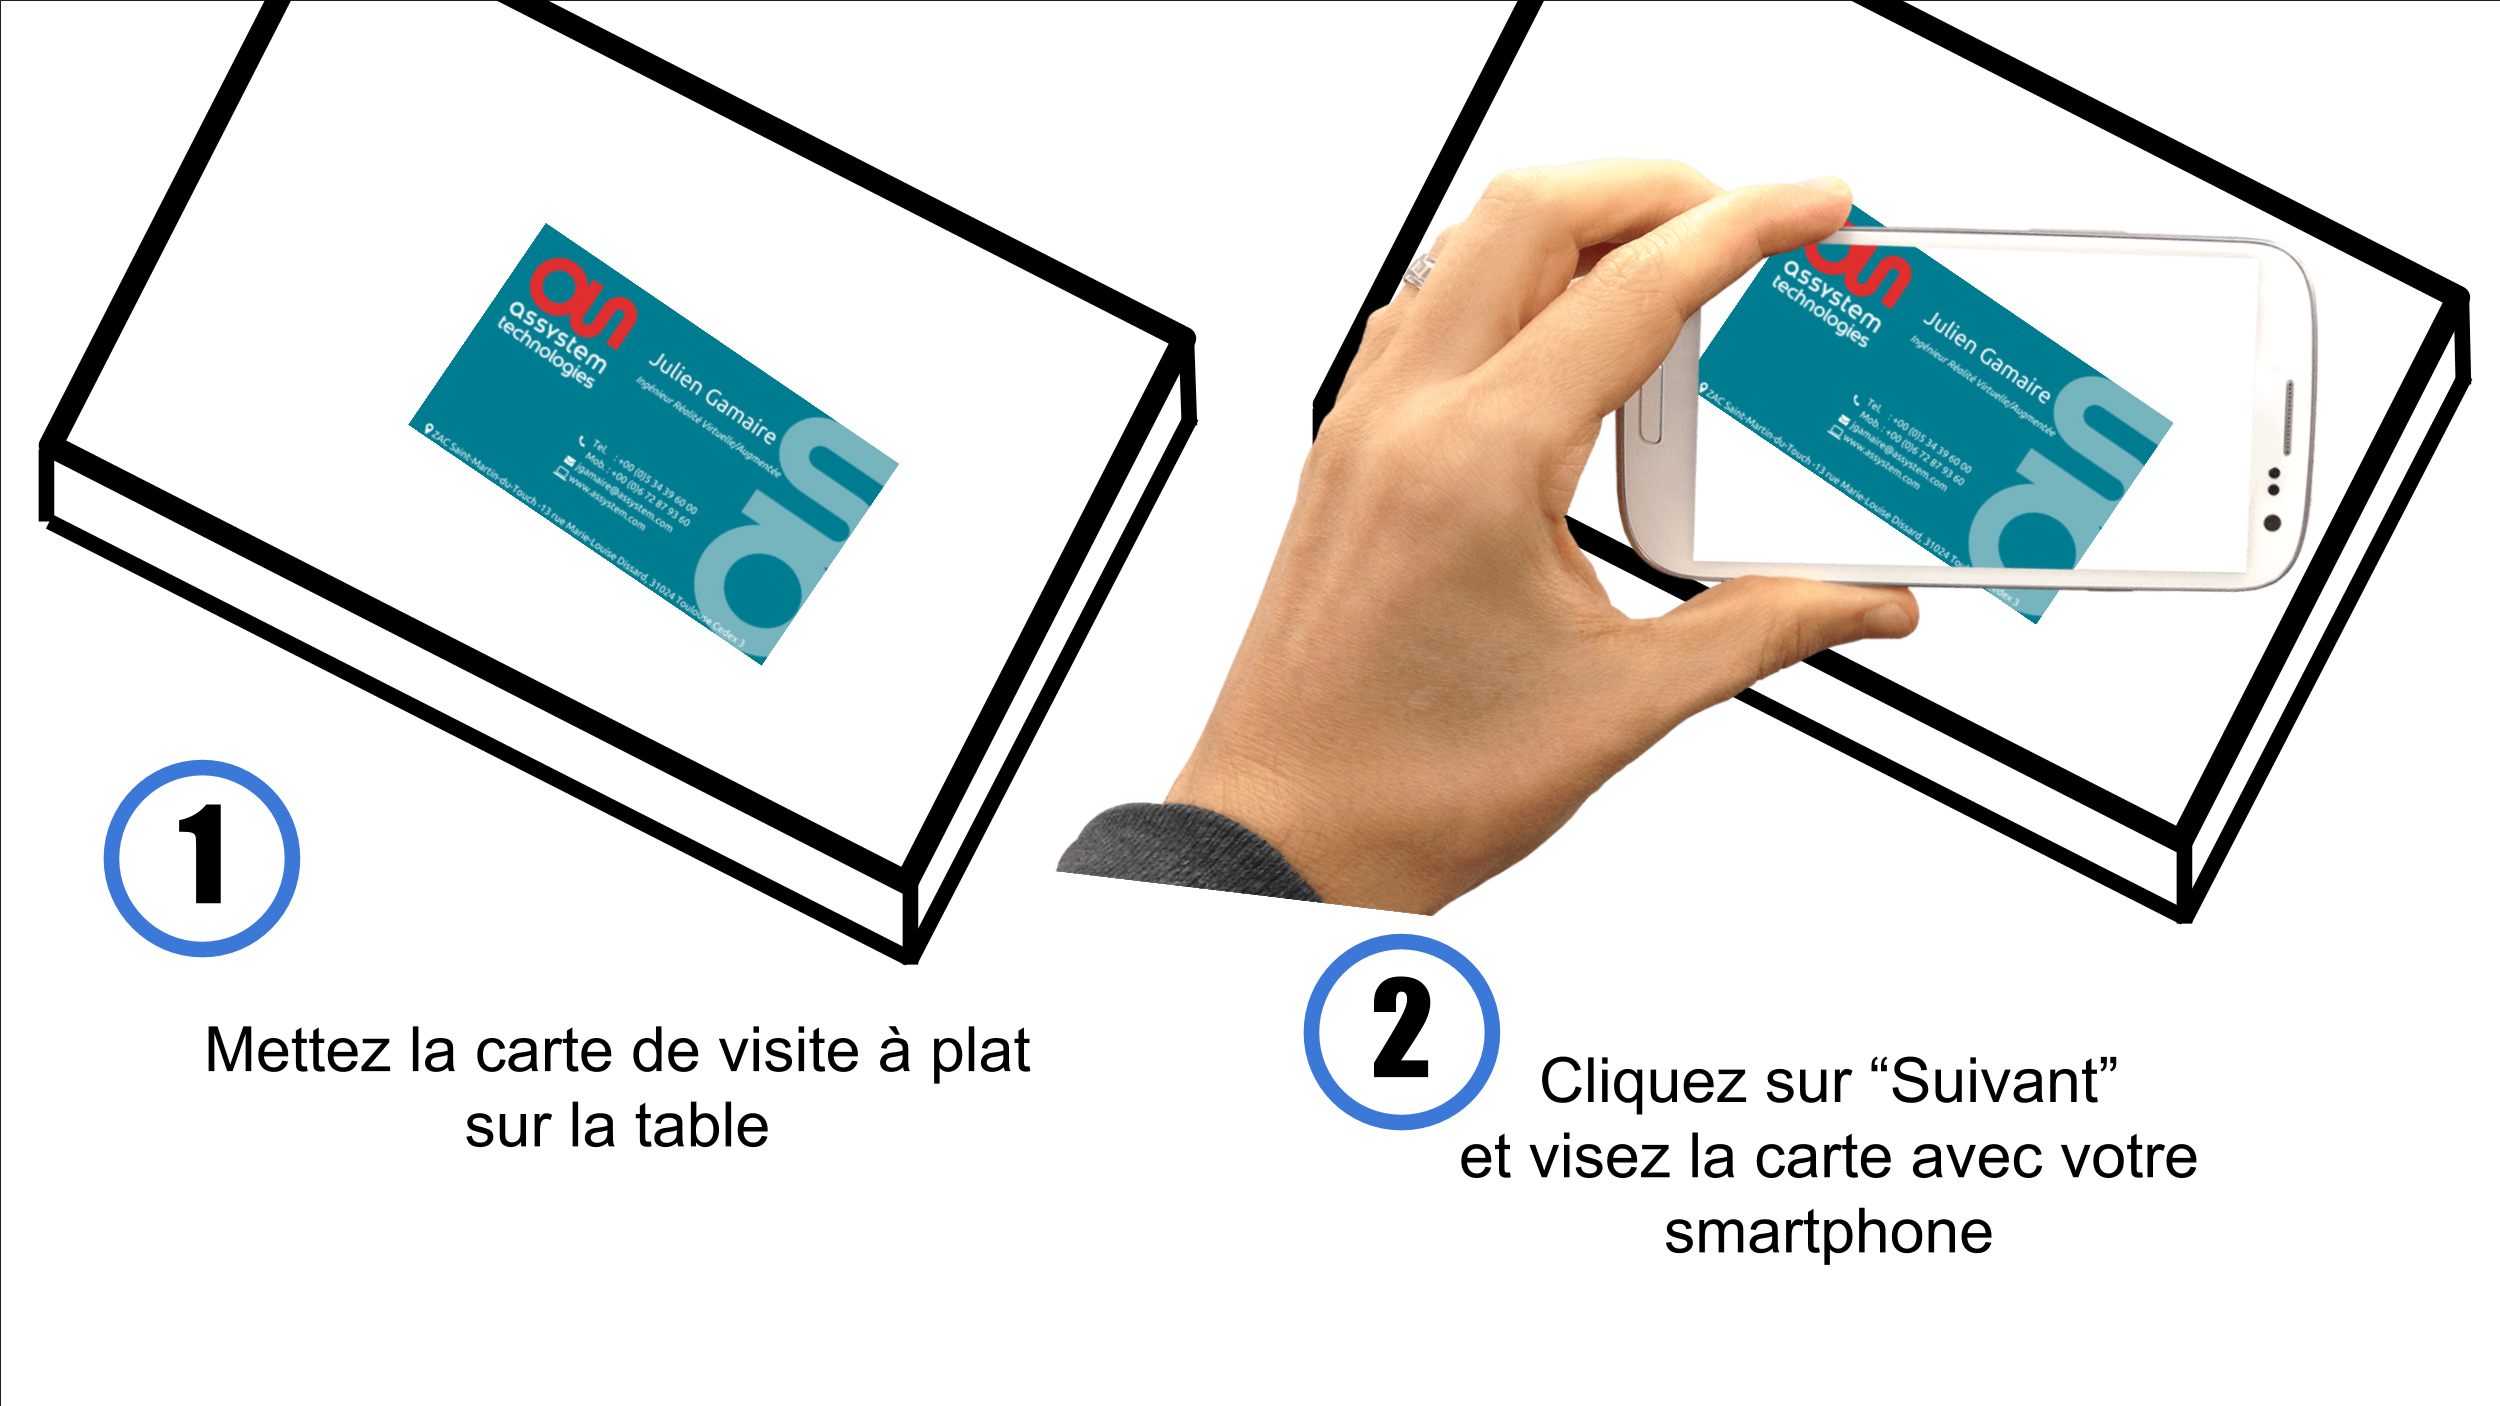 assystem
technologies
Julien Gamaire
Ingénieur Réalité Virtuelle/Augmentée
Tel. : +00 (0)5 34 39 60 00
Mob. : +00 (0)6 72 87 93 60
jgamaire@assystem.com
www.assystem.com
ZAC Saint-Martin-du-Touch -13 rue Marie-Louise Dissard, 31024 Toulouse Cedex 3
1
Mettez la carte de visite à plat
sur la table
assystem
technologies
Julien Gamaire
Ingénieur Réalité Virtuelle/Augmentée
Tel. : +00 (0)5 34 39 60 00
Mob. : +00 (0)6 72 87 93 60
jgamaire@assystem.com
www.assystem.com
ZAC Saint-Martin-du-Touch -13 rue Marie-Louise Dissard, 31024 Tou
edex 3
2
Cliquez sur “Suivant”
et visez la carte avec votre
smartphone